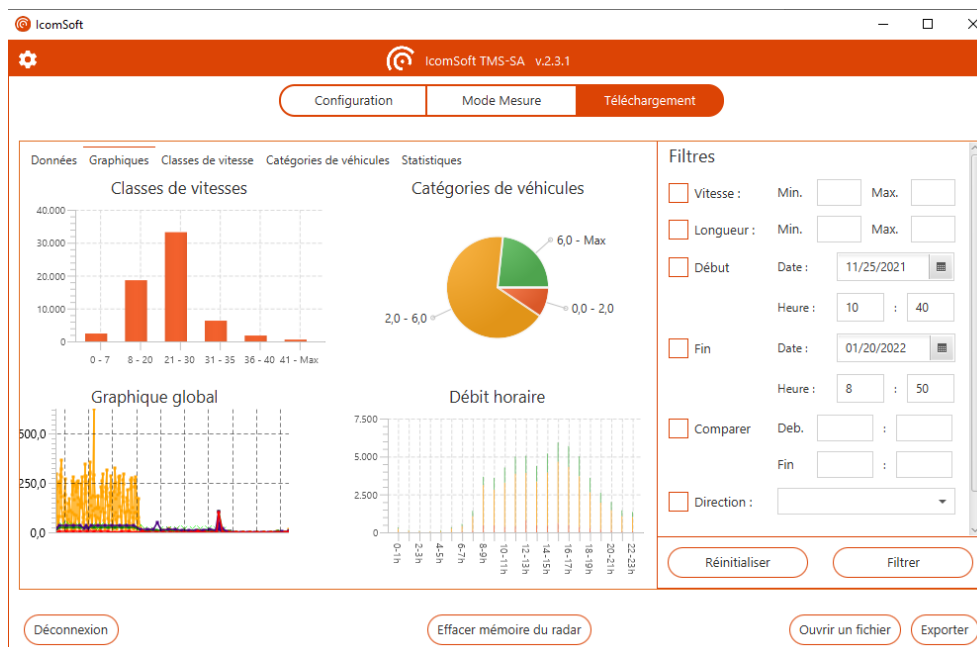 IcomSoft
IcomSoft TMS-SA v.2.3.1
Configuration Mode Mesure Téléchargement
Données Graphiques Classes de vitesse Catégories de véhicules Statistiques
Classes de vitesses
40.000
30.000
20.000
10.000
0
0 - 7 8 - 20 21 - 30 31 - 35 36 - 40 41 - Max
Catégories de véhicules
6,0 - Max
0,0 - 2,0
2,0 - 6,0
Graphique global
500,0
250,0
0,0
Débit horaire
7.500
5.000
2.500
0
0-1h 2-3h 4-5h 6-7h 8-9h 10-11h 12-13h 14-15h 16-17h 18-19h 20-21h 22-23h
Filtres
Vitesse : Min. Max.
Longueur : Min. Max.
Début Date : 11/25/2021
Heure : 10 : 40
Fin Date : 01/20/2022
Heure : 8 : 50
Comparer Deb. :
Fin :
Direction :
Réinitialiser Filtrer
Déconnexion Effacer mémoire du radar Ouvrir un fichier Exporter